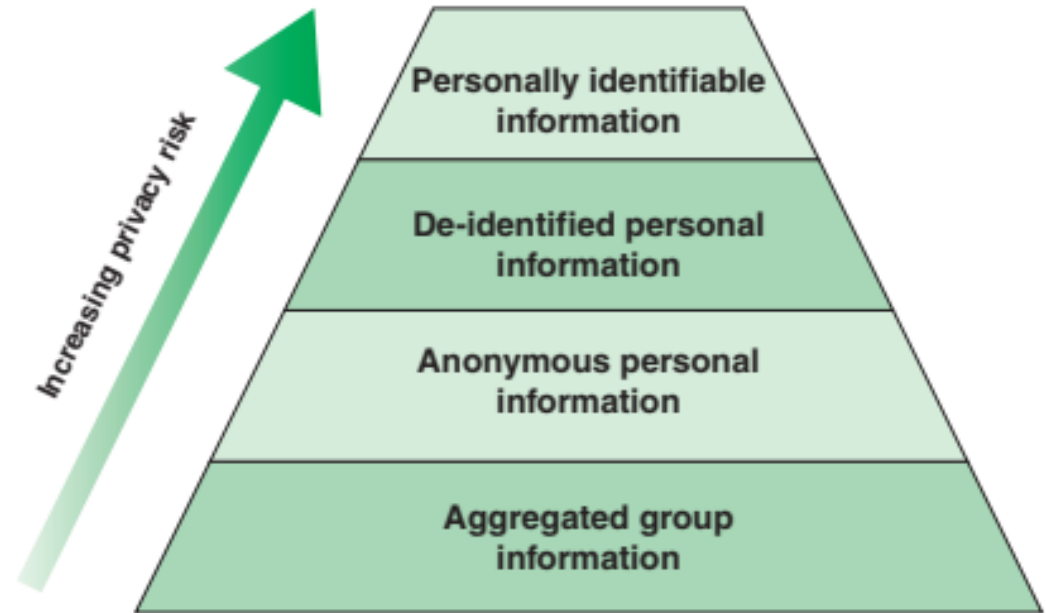 Increasing privacy risk
Personally identifiable
information
De-identified personal
information
Anonymous personal
information
Aggregated group
information